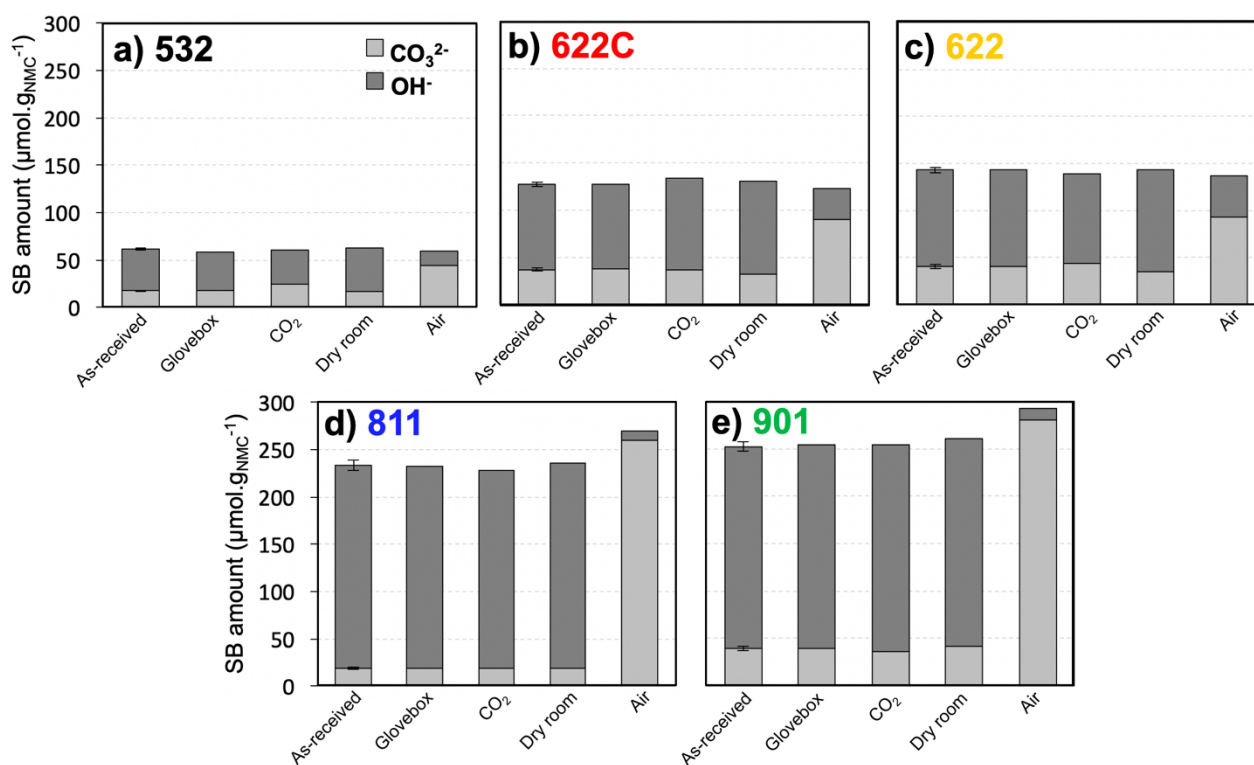 SB amount (µmol.gNMC⁻¹)
300
250
200
150
100
50
0
a) 532
CO₃²⁻
OH⁻
As-received
Glovebox
CO₂
Dry room
Air
b) 622C
As-received
Glovebox
CO₂
Dry room
Air
c) 622
As-received
Glovebox
CO₂
Dry room
Air
SB amount (µmol.gNMC⁻¹)
300
250
200
150
100
50
0
d) 811
As-received
Glovebox
CO₂
Dry room
Air
e) 901
As-received
Glovebox
CO₂
Dry room
Air